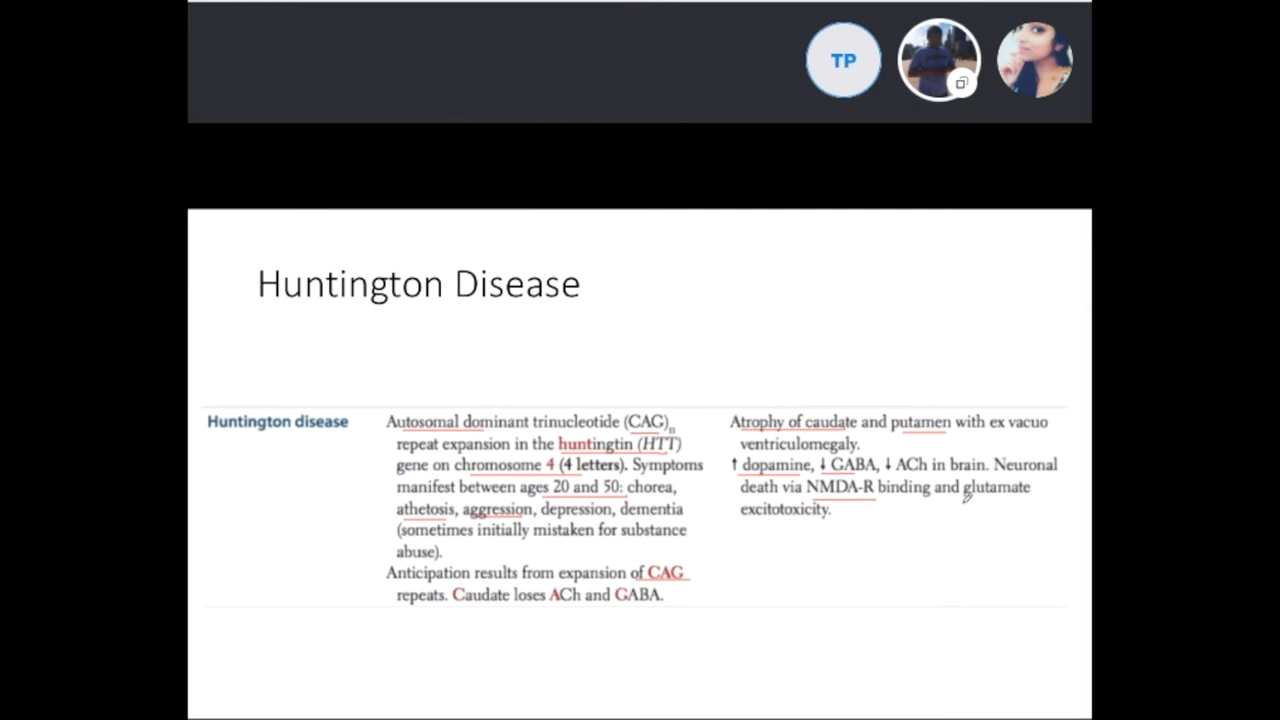 TP
Huntington Disease
Huntington disease
Autosomal dominant trinucleotide (CAG)n
repeat expansion in the huntingtin (HTT)
gene on chromosome 4 (4 letters). Symptoms
manifest between ages 20 and 50: chorea,
athetosis, aggression, depression, dementia
(sometimes initially mistaken for substance
abuse).
Anticipation results from expansion of CAG
repeats. Caudate loses ACh and GABA.
Atrophy of caudate and putamen with ex vacuo
ventriculomegaly.
↑ dopamine, ↓ GABA, ↓ ACh in brain. Neuronal
death via NMDA-R binding and glutamate
excitotoxicity.